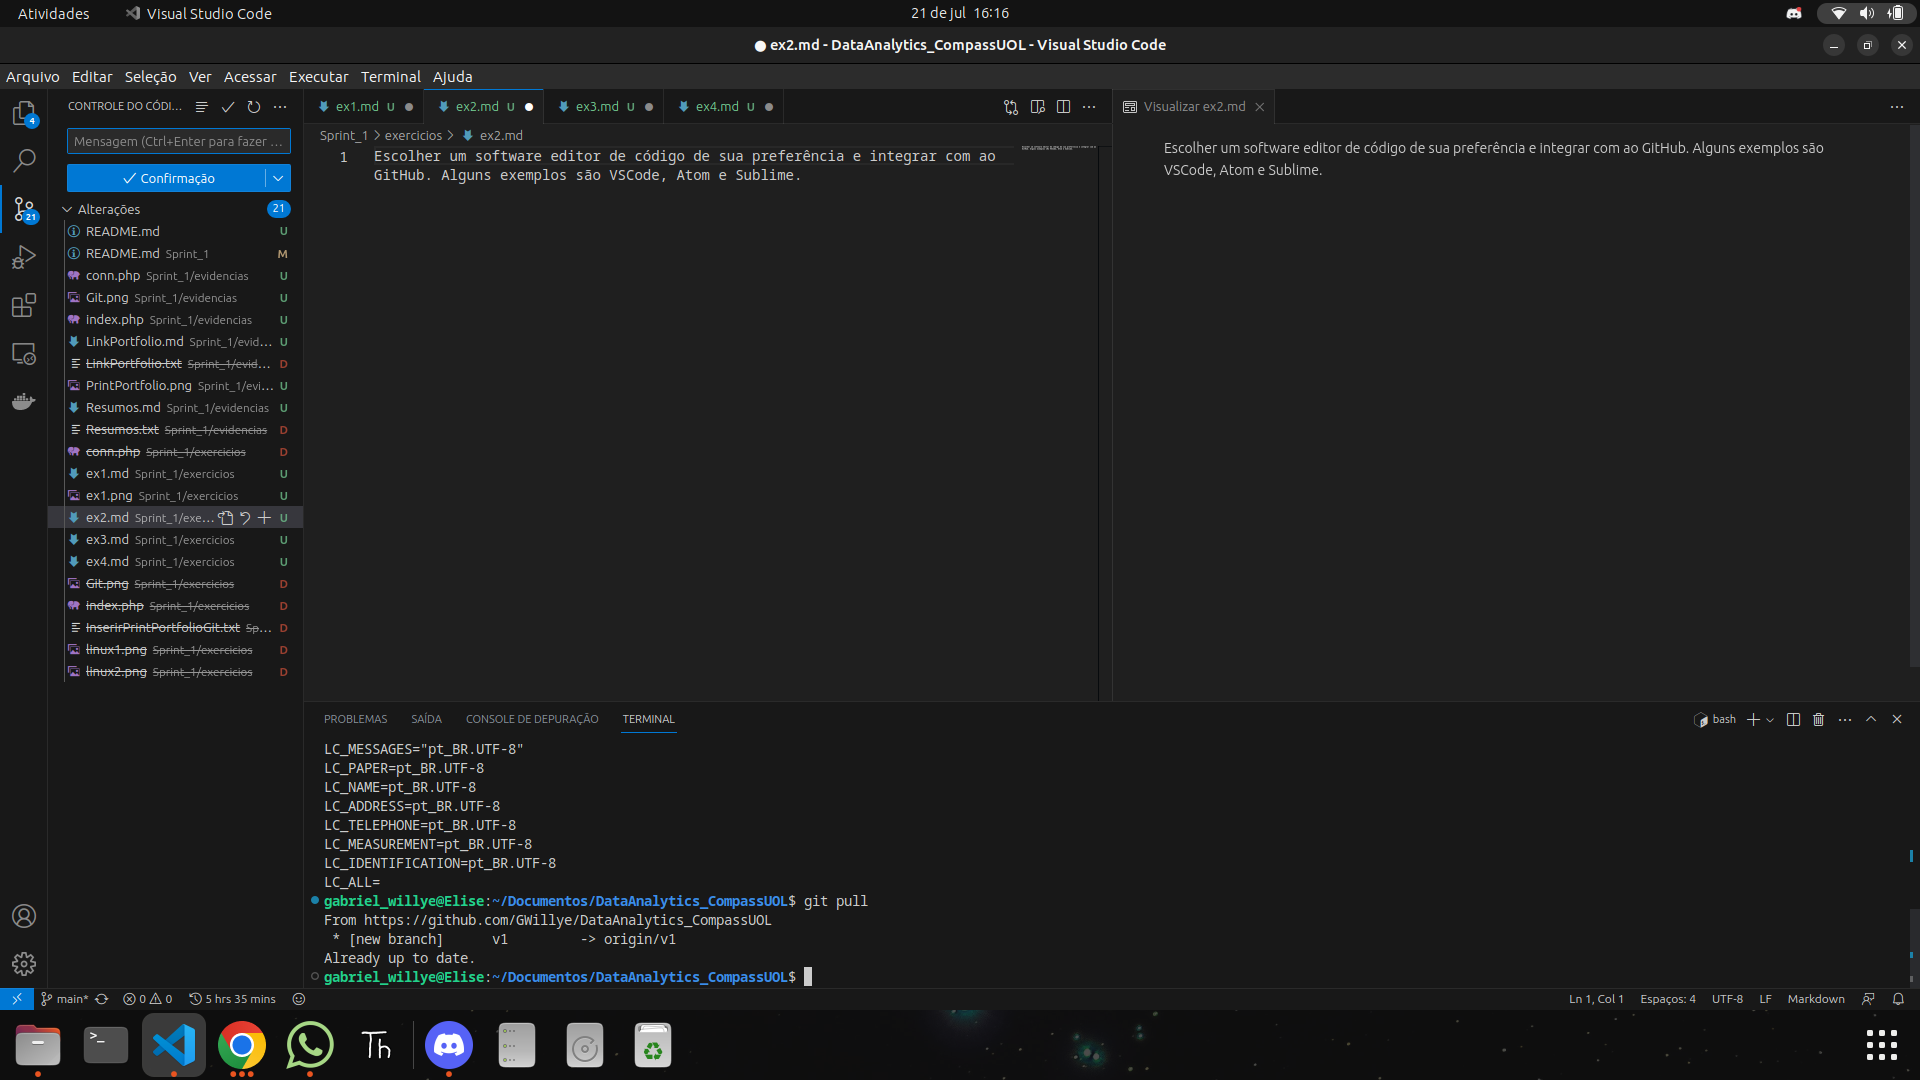 Atividades
Visual Studio Code
21 de jul 16:16
ex2.md - DataAnalytics_CompassUOL - Visual Studio Code
Arquivo Editar Seleção Ver Acessar Executar Terminal Ajuda
CONTROLE DO CÓDI...
ex1.md U
ex2.md U
ex3.md U
ex4.md U
Visualizar ex2.md
Sprint_1 > exercicios > ex2.md
4
Mensagem (Ctrl+Enter para fazer ...
Confirmação
1
Escolher um software editor de código de sua preferência e integrar com ao
GitHub. Alguns exemplos são VSCode, Atom e Sublime.
Escolher um software editor de código de sua preferência e integrar com ao GitHub. Alguns exemplos são
VSCode, Atom e Sublime.
21
Alterações 21
README.md U
README.md Sprint_1 M
conn.php Sprint_1/evidencias U
Git.png Sprint_1/evidencias U
index.php Sprint_1/evidencias U
LinkPortfolio.md Sprint_1/evid... U
LinkPortfolio.txt Sprint_1/evid... D
PrintPortfolio.png Sprint_1/evi... U
Resumos.md Sprint_1/evidencias U
Resumos.txt Sprint_1/evidencias D
conn.php Sprint_1/exercicios D
ex1.md Sprint_1/exercicios U
ex1.png Sprint_1/exercicios U
ex2.md Sprint_1/exe... U
ex3.md Sprint_1/exercicios U
ex4.md Sprint_1/exercicios U
Git.png Sprint_1/exercicios D
index.php Sprint_1/exercicios D
InserirPrintPortfolioGit.txt Sp... D
linux1.png Sprint_1/exercicios D
linux2.png Sprint_1/exercicios D
PROBLEMAS SAÍDA CONSOLE DE DEPURAÇÃO TERMINAL
bash
LC_MESSAGES="pt_BR.UTF-8"
LC_PAPER=pt_BR.UTF-8
LC_NAME=pt_BR.UTF-8
LC_ADDRESS=pt_BR.UTF-8
LC_TELEPHONE=pt_BR.UTF-8
LC_MEASUREMENT=pt_BR.UTF-8
LC_IDENTIFICATION=pt_BR.UTF-8
LC_ALL=
gabriel_willye@Elise:~/Documentos/DataAnalytics_CompassUOL$ git pull
From https://github.com/GWillye/DataAnalytics_CompassUOL
* [new branch] v1 -> origin/v1
Already up to date.
gabriel_willye@Elise:~/Documentos/DataAnalytics_CompassUOL$
main* 0 0 5 hrs 35 mins
Ln 1, Col 1 Espaços: 4 UTF-8 LF Markdown
Th